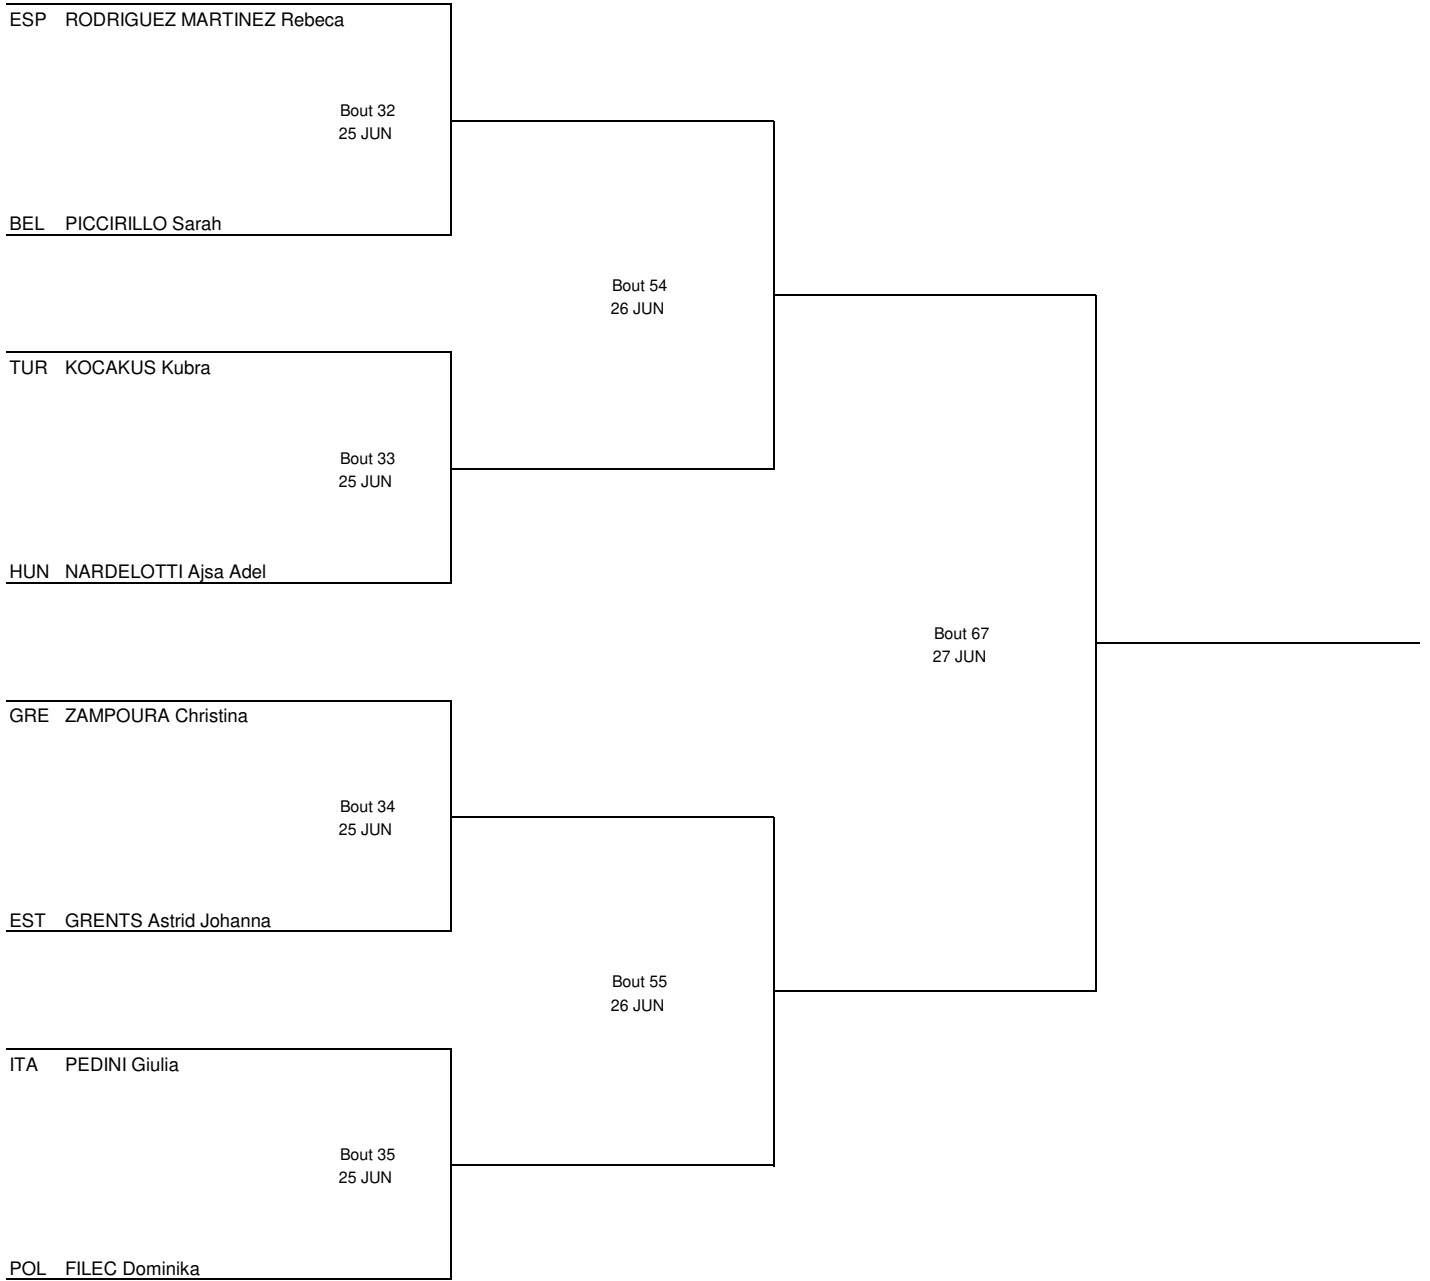 ESP RODRIGUEZ MARTINEZ Rebeca
Bout 32
25 JUN
BEL PICCIRILLO Sarah
Bout 54
26 JUN
TUR KOCAKUS Kubra
Bout 33
25 JUN
HUN NARDELOTTI Ajsa Adel
Bout 67
27 JUN
GRE ZAMPOURA Christina
Bout 34
25 JUN
EST GRENTS Astrid Johanna
Bout 55
26 JUN
ITA PEDINI Giulia
Bout 35
25 JUN
POL FILEC Dominika